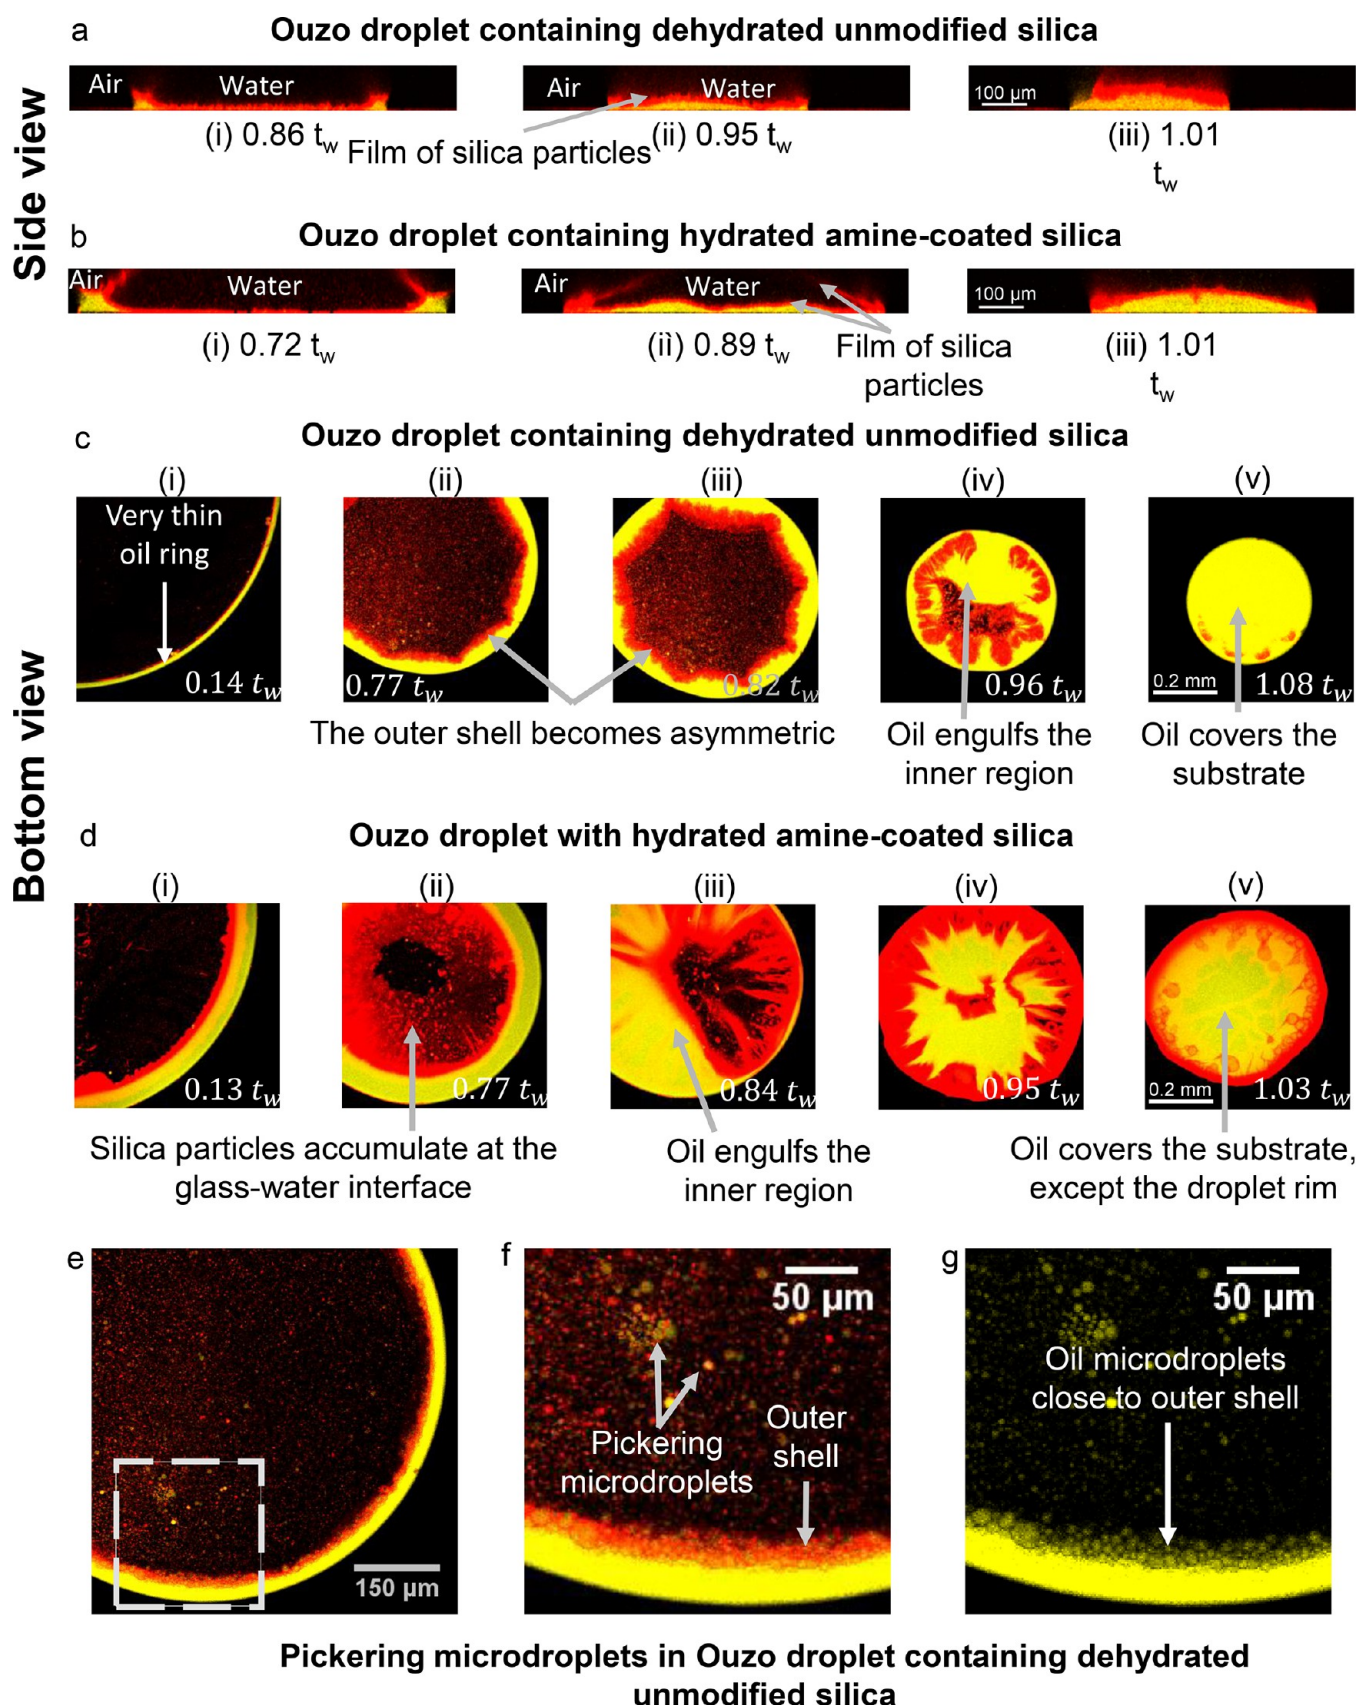 a
Ouzo droplet containing dehydrated unmodified silica
Side view
Air
Water
Air
Water
100 µm
(i) 0.86 tw
Film of silica particles
(ii) 0.95 tw
(iii) 1.01
tw
b
Ouzo droplet containing hydrated amine-coated silica
Air
Water
Air
Water
100 µm
(i) 0.72 tw
(ii) 0.89 tw
Film of silica
particles
(iii) 1.01
tw
c
Ouzo droplet containing dehydrated unmodified silica
Bottom view
(i)
(ii)
(iii)
(iv)
(v)
Very thin
oil ring
0.14 tw
0.77 tw
0.82 tw
0.96 tw
0.2 mm
1.08 tw
The outer shell becomes asymmetric
Oil engulfs the
inner region
Oil covers the
substrate
d
Ouzo droplet with hydrated amine-coated silica
(i)
(ii)
(iii)
(iv)
(v)
0.13 tw
0.77 tw
0.84 tw
0.95 tw
0.2 mm
1.03 tw
Silica particles accumulate at the
glass-water interface
Oil engulfs the
inner region
Oil covers the substrate,
except the droplet rim
e
150 µm
f
50 µm
Pickering
microdroplets
Outer
shell
g
50 µm
Oil microdroplets
close to outer shell
Pickering microdroplets in Ouzo droplet containing dehydrated
unmodified silica